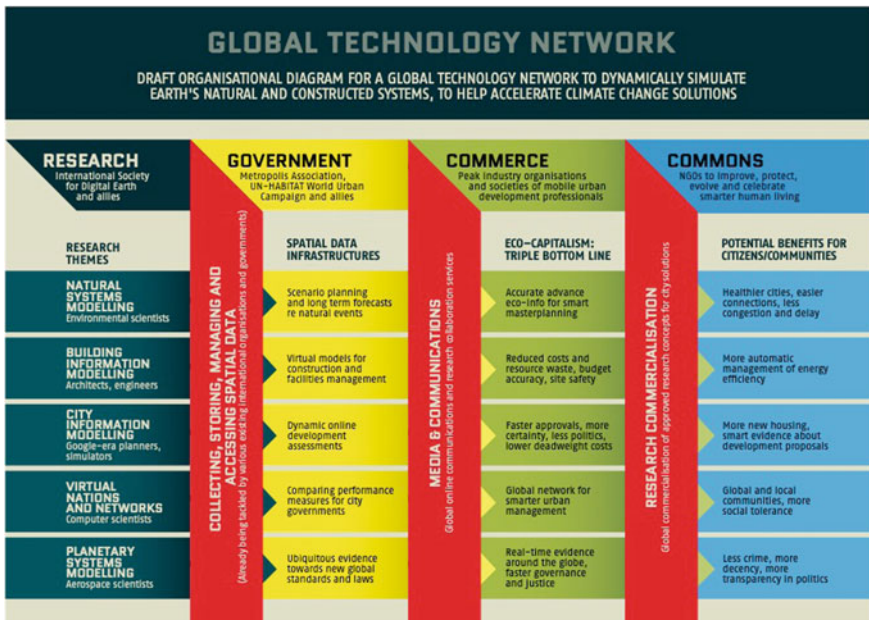 GLOBAL TECHNOLOGY NETWORK
DRAFT ORGANISATIONAL DIAGRAM FOR A GLOBAL TECHNOLOGY NETWORK TO DYNAMICALLY SIMULATE
EARTH'S NATURAL AND CONSTRUCTED SYSTEMS, TO HELP ACCELERATE CLIMATE CHANGE SOLUTIONS
RESEARCH
International Society
for Digital Earth
and allies
GOVERNMENT
Metropolis Association,
UN-HABITAT World Urban
Campaign and allies
COMMERCE
Peak industry organisations
and societies of mobile urban
development professionals
COMMONS
NGOs to improve, protect,
evolve and celebrate
smarter human living
RESEARCH
THEMES
SPATIAL DATA
INFRASTRUCTURES
ECO-CAPITALISM:
TRIPLE BOTTOM LINE
POTENTIAL BENEFITS FOR
CITIZENS/COMMUNITIES
COLLECTING, STORING, MANAGING AND
ACCESSING SPATIAL DATA
(Already being tackled by various existing international organisations and governments)
MEDIA & COMMUNICATIONS
Global online communications and research collaboration services
RESEARCH COMMERCIALISATION
Global commercialisation of approved research concepts for city solutions
NATURAL
SYSTEMS
MODELLING
Environmental scientists
Scenario planning
and long term forecasts
re natural events
Accurate advance
eco-info for smart
masterplanning
Healthier cities, easier
connections, less
congestion and delay
BUILDING
INFORMATION
MODELLING
Architects, engineers
Virtual models for
construction and
facilities management
Reduced costs and
resource waste, budget
accuracy, site safety
More automatic
management of energy
efficiency
CITY
INFORMATION
MODELLING
Google-era planners,
simulators
Dynamic online
development
assessments
Faster approvals, more
certainty, less politics,
lower deadweight costs
More new housing,
smart evidence about
development proposals
VIRTUAL
NATIONS
AND NETWORKS
Computer scientists
Comparing performance
measures for city
governments
Global network for
smarter urban
management
Global and local
communities, more
social tolerance
PLANETARY
SYSTEMS
MODELLING
Aerospace scientists
Ubiquitous evidence
towards new global
standards and laws
Real-time evidence
around the globe,
faster governance
and justice
Less crime, more
decency, more
transparency in politics